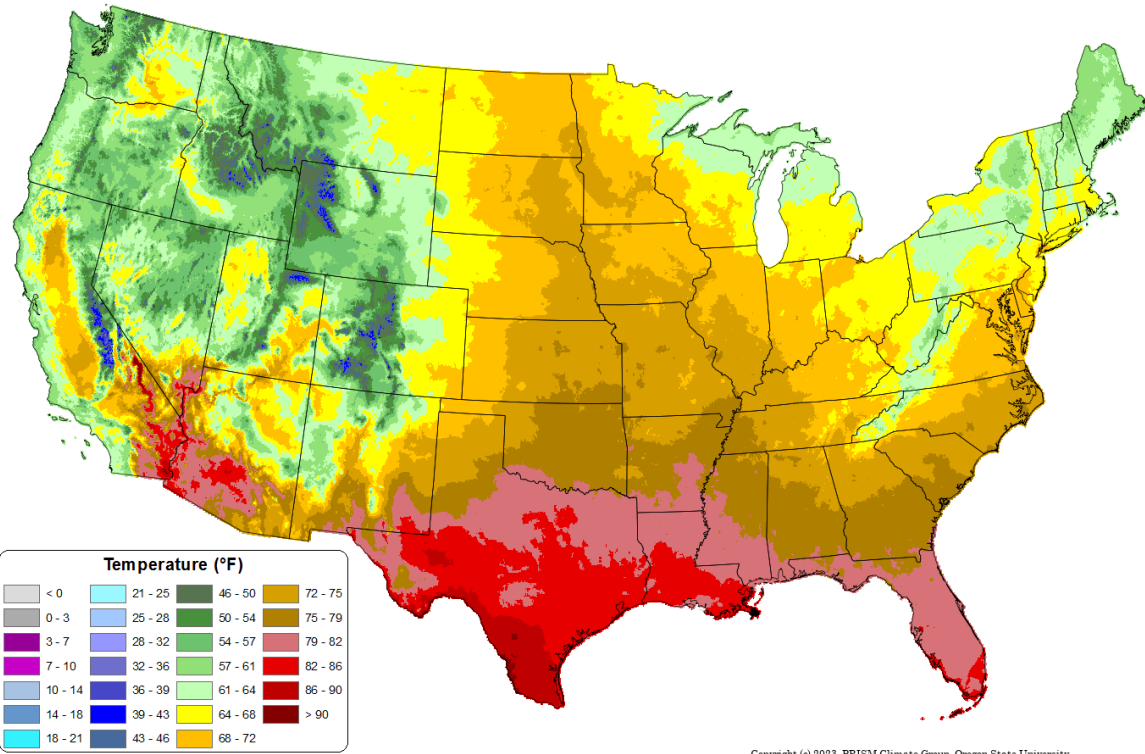 Temperature (°F)
< 0 21 - 25 46 - 50 72 - 75
0 - 3 25 - 28 50 - 54 75 - 79
3 - 7 28 - 32 54 - 57 79 - 82
7 - 10 32 - 36 57 - 61 82 - 86
10 - 14 36 - 39 61 - 64 86 - 90
14 - 18 39 - 43 64 - 68 > 90
18 - 21 43 - 46 68 - 72
Copyright (c) 2023, PRISM Climate Group, Oregon State University